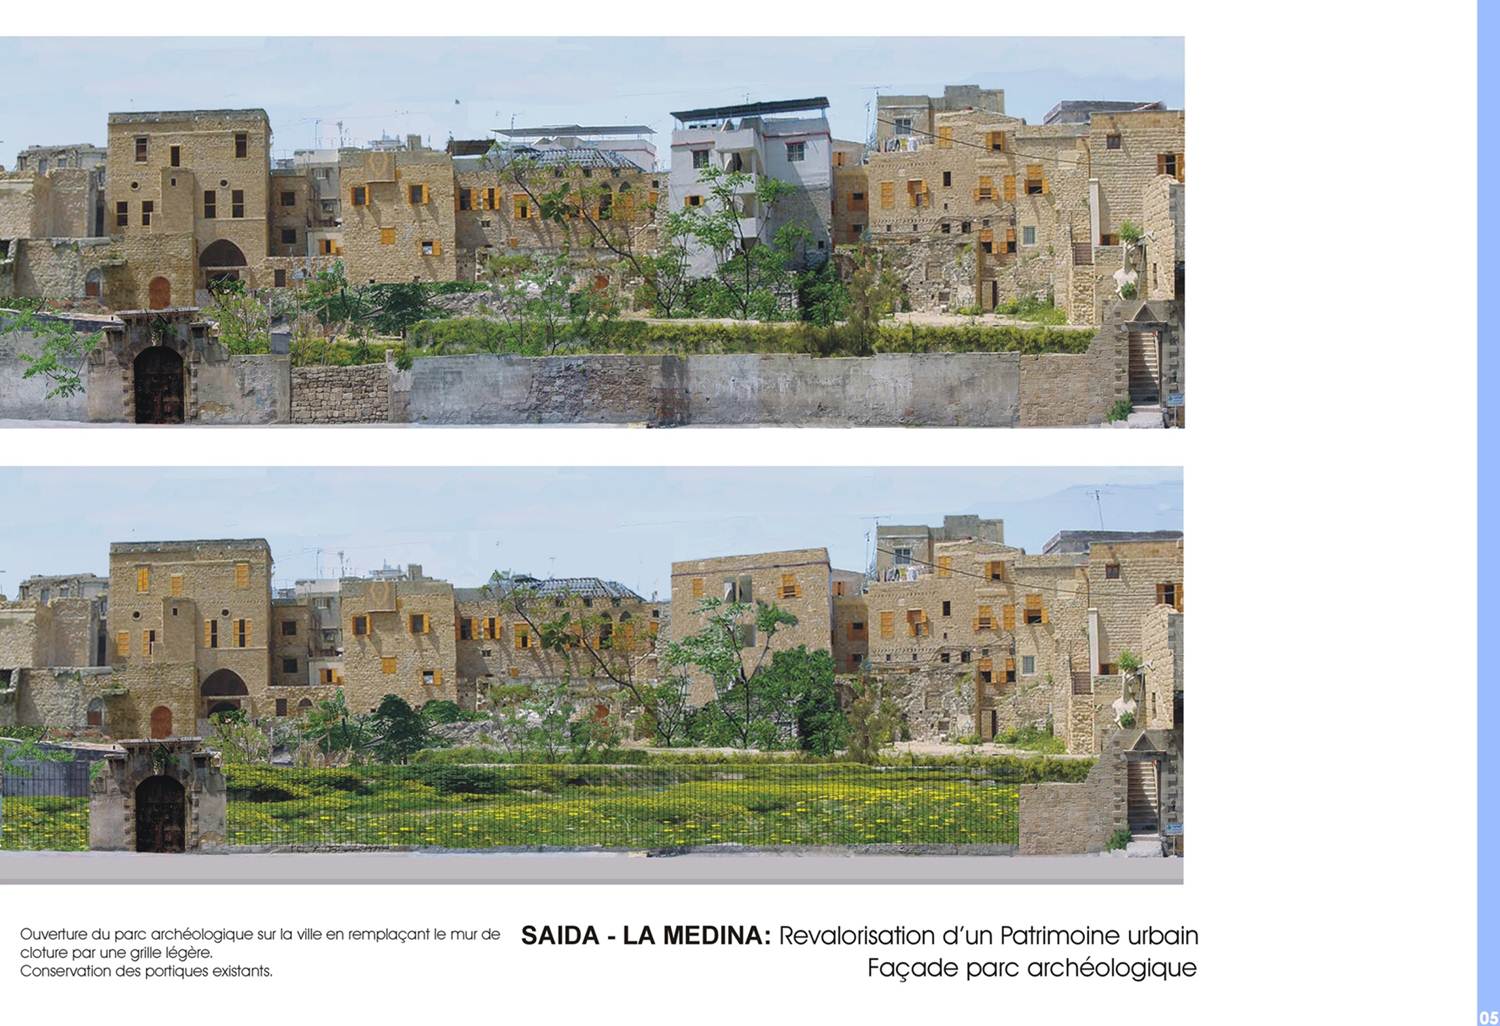 Ouverture du parc archéologique sur la ville en remplaçant le mur de
cloture par une grille légère.
Conservation des portiques existants.
SAIDA - LA MEDINA: Revalorisation d'un Patrimoine urbain
Façade parc archéologique
05